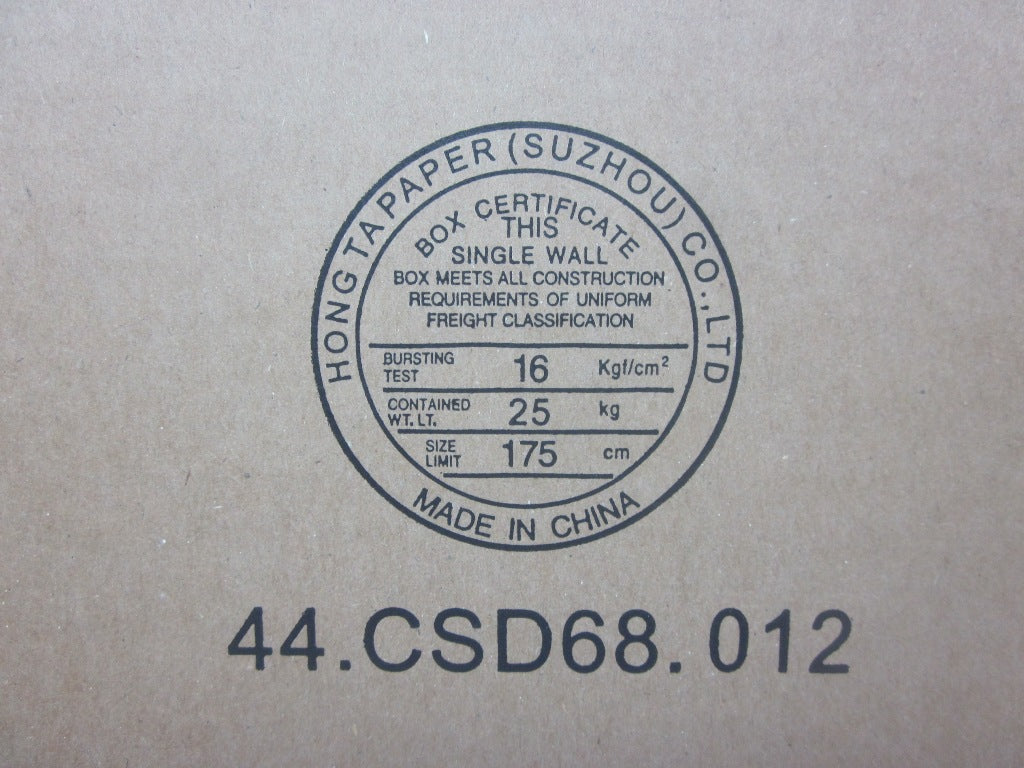 HONG TA PAPER (SUZHOU) CO.,LTD
BOX CERTIFICATE
THIS
SINGLE WALL
BOX MEETS ALL CONSTRUCTION
REQUIREMENTS OF UNIFORM
FREIGHT CLASSIFICATION
BURSTING TEST 16 Kgf/cm²
CONTAINED WT. LT. 25 kg
SIZE LIMIT 175 cm
MADE IN CHINA
44.CSD68.012